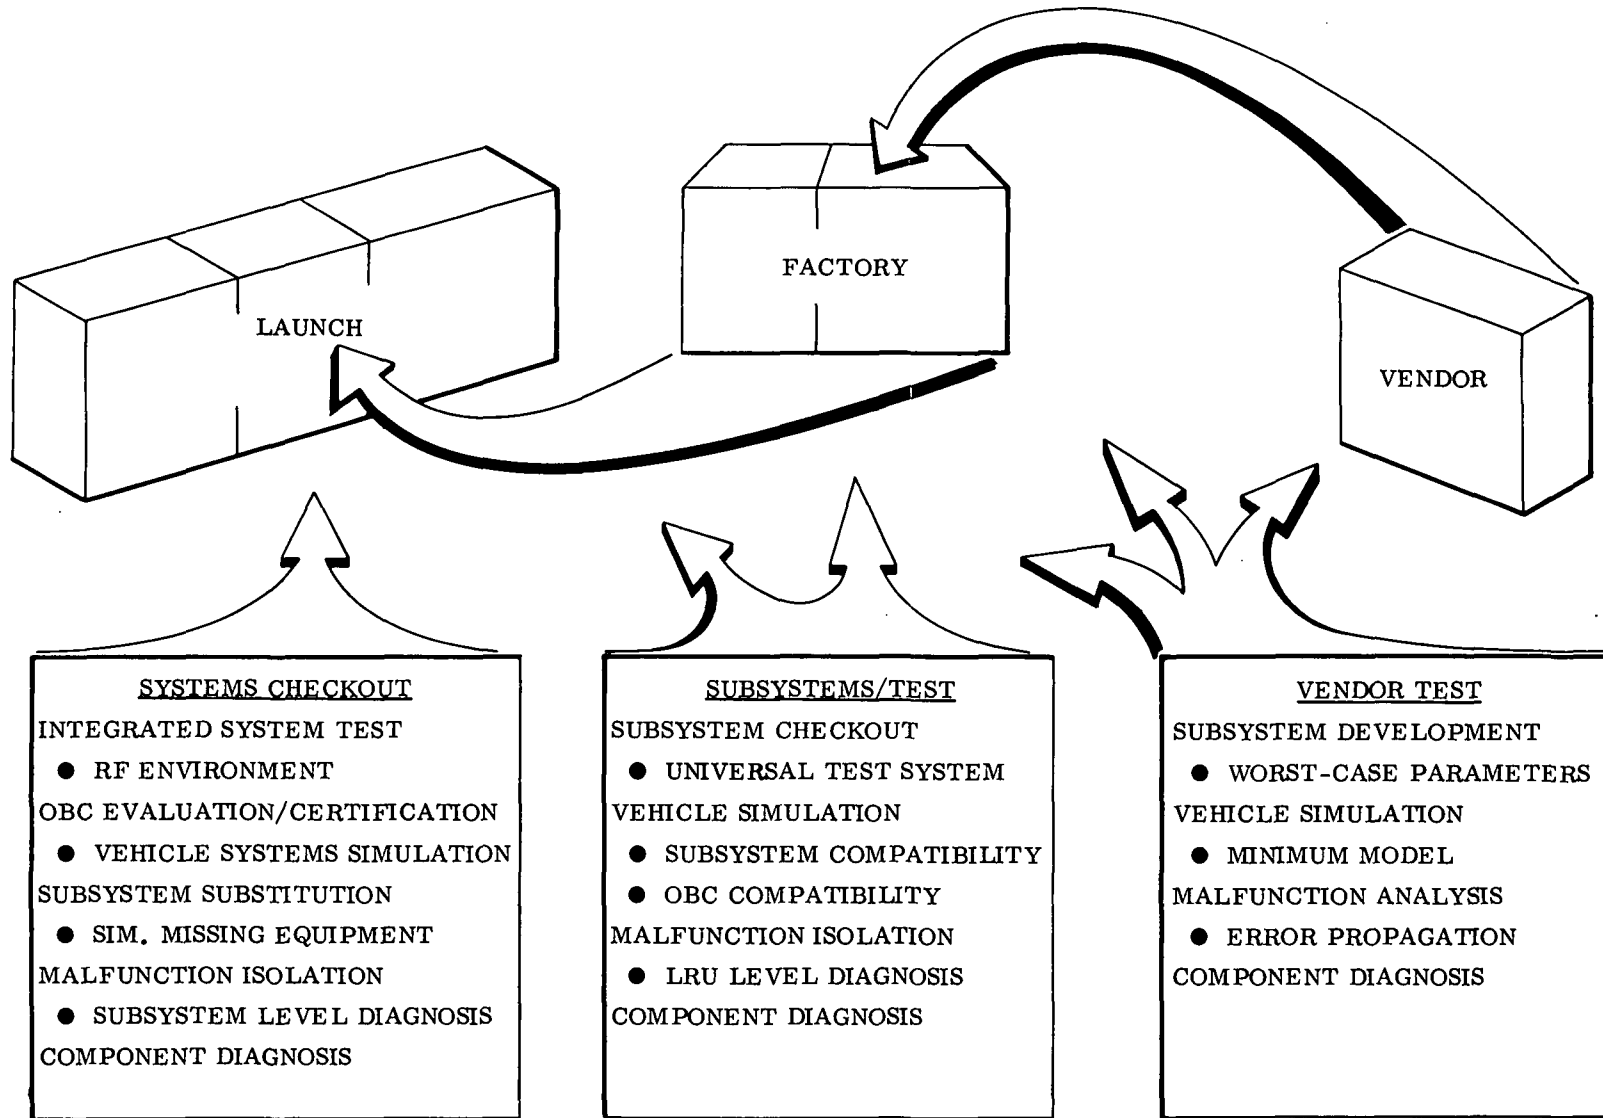 LAUNCH
FACTORY
VENDOR
SYSTEMS CHECKOUT
INTEGRATED SYSTEM TEST
● RF ENVIRONMENT
OBC EVALUATION/CERTIFICATION
● VEHICLE SYSTEMS SIMULATION
SUBSYSTEM SUBSTITUTION
● SIM. MISSING EQUIPMENT
MALFUNCTION ISOLATION
● SUBSYSTEM LEVEL DIAGNOSIS
COMPONENT DIAGNOSIS
SUBSYSTEMS/TEST
SUBSYSTEM CHECKOUT
● UNIVERSAL TEST SYSTEM
VEHICLE SIMULATION
● SUBSYSTEM COMPATIBILITY
● OBC COMPATIBILITY
MALFUNCTION ISOLATION
● LRU LEVEL DIAGNOSIS
COMPONENT DIAGNOSIS
VENDOR TEST
SUBSYSTEM DEVELOPMENT
● WORST-CASE PARAMETERS
VEHICLE SIMULATION
● MINIMUM MODEL
MALFUNCTION ANALYSIS
● ERROR PROPAGATION
COMPONENT DIAGNOSIS